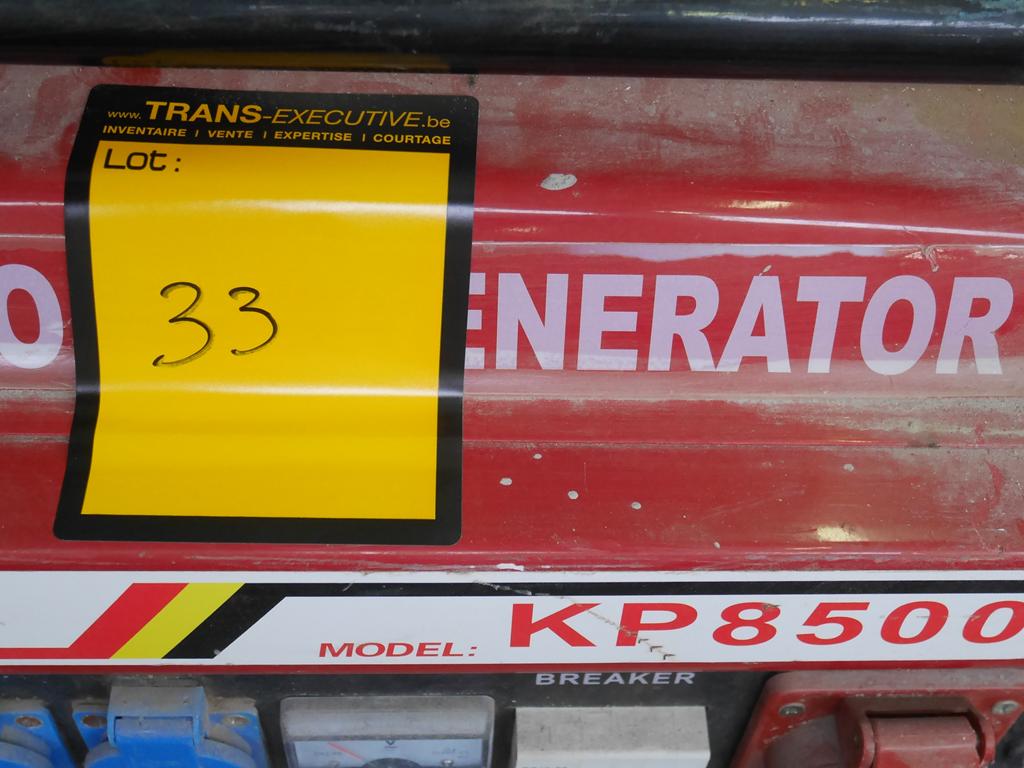 www.TRANS-EXECUTIVE.be
INVENTAIRE | VENTE | EXPERTISE | COURTAGE
Lot:
33
ENERATOR
MODEL: KP8500
BREAKER
V